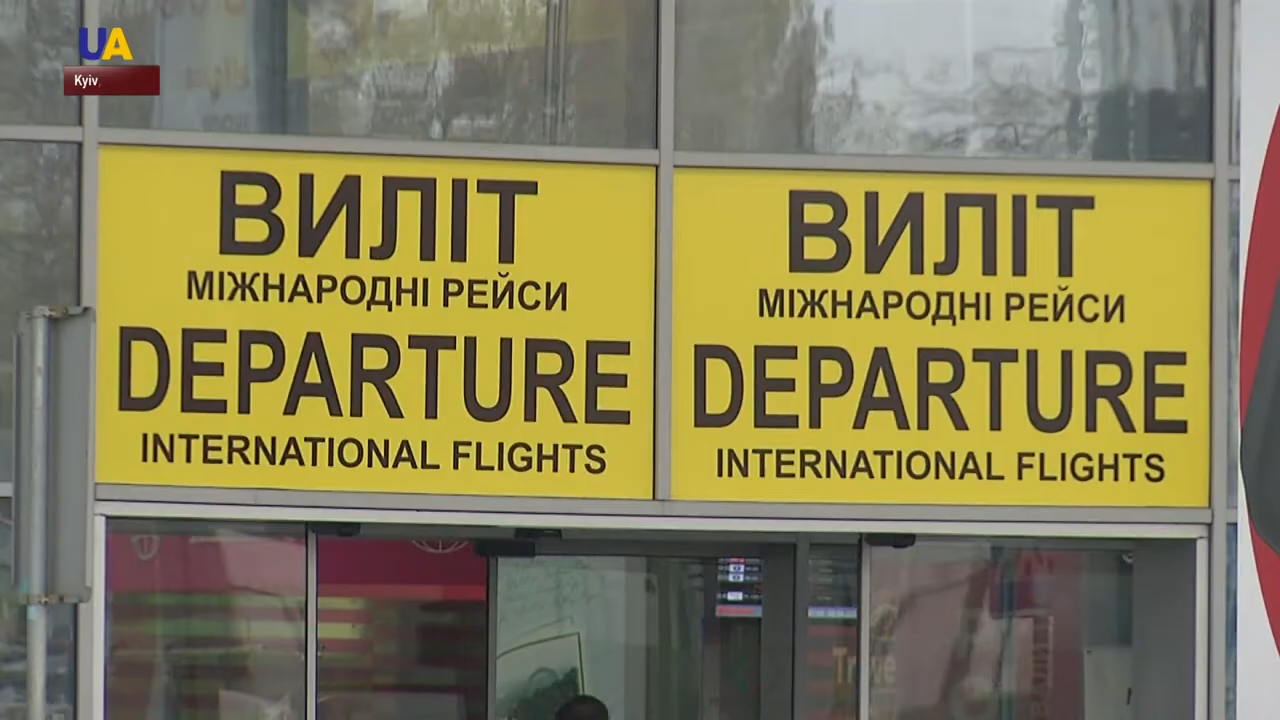 UA
Kyiv,
ВИЛІТ
МІЖНАРОДНІ РЕЙСИ
DEPARTURE
INTERNATIONAL FLIGHTS
ВИЛІТ
МІЖНАРОДНІ РЕЙСИ
DEPARTURE
INTERNATIONAL FLIGHTS